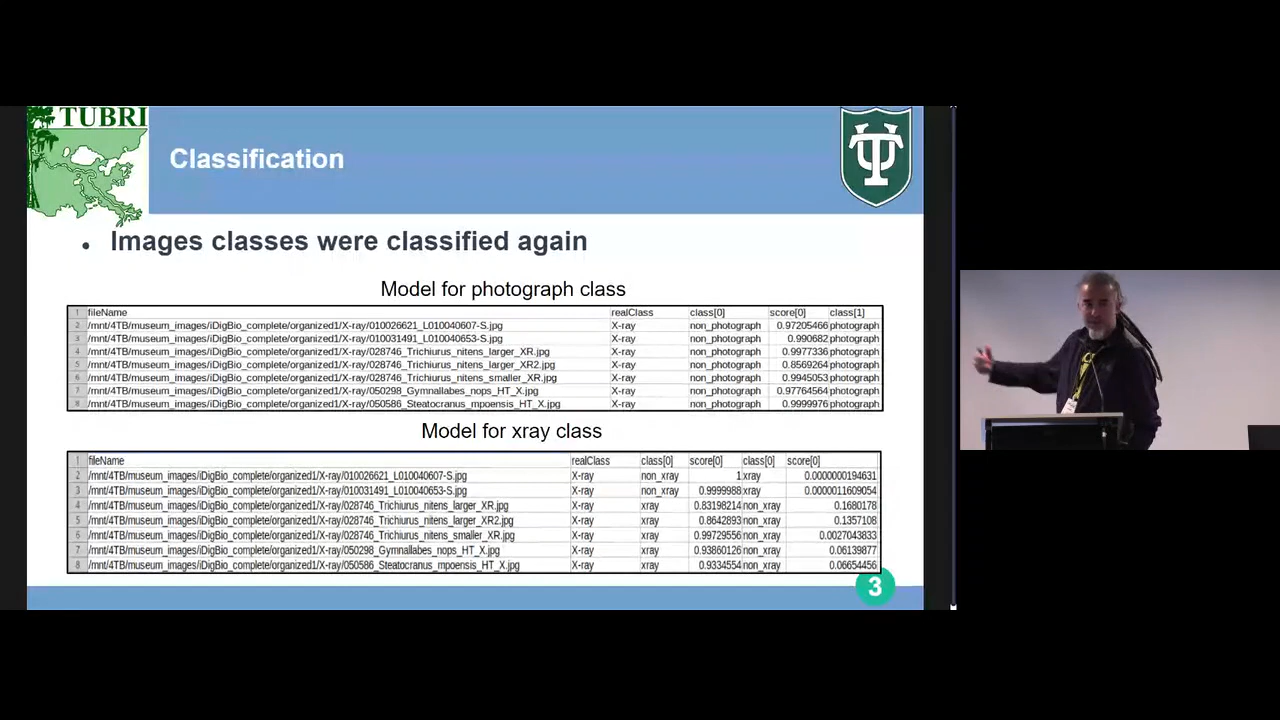 TUBRI
Classification
• Images classes were classified again
Model for photograph class
1 fileName realClass class[0] score[0] class[1]
2 /mnt/4TB/museum_images/iDigBio_complete/organized1/X-ray/010026621_L010040607-S.jpg X-ray non_photograph 0.97205466 photograph
3 /mnt/4TB/museum_images/iDigBio_complete/organized1/X-ray/010031491_L010040653-S.jpg X-ray non_photograph 0.990682 photograph
4 /mnt/4TB/museum_images/iDigBio_complete/organized1/X-ray/028746_Trichiurus_nitens_larger_XR.jpg X-ray non_photograph 0.9977336 photograph
5 /mnt/4TB/museum_images/iDigBio_complete/organized1/X-ray/028746_Trichiurus_nitens_larger_XR2.jpg X-ray non_photograph 0.8569264 photograph
6 /mnt/4TB/museum_images/iDigBio_complete/organized1/X-ray/028746_Trichiurus_nitens_smaller_XR.jpg X-ray non_photograph 0.9945053 photograph
7 /mnt/4TB/museum_images/iDigBio_complete/organized1/X-ray/050298_Gymnallabes_nops_HT_X.jpg X-ray non_photograph 0.97764564 photograph
8 /mnt/4TB/museum_images/iDigBio_complete/organized1/X-ray/050586_Steatocranus_mpoensis_HT_X.jpg X-ray non_photograph 0.9999976 photograph
Model for xray class
1 fileName realClass class[0] score[0] class[0] score[0]
2 /mnt/4TB/museum_images/iDigBio_complete/organized1/X-ray/010026621_L010040607-S.jpg X-ray non_xray 1 xray 0.0000000194631
3 /mnt/4TB/museum_images/iDigBio_complete/organized1/X-ray/010031491_L010040653-S.jpg X-ray non_xray 0.9999988 xray 0.0000011609054
4 /mnt/4TB/museum_images/iDigBio_complete/organized1/X-ray/028746_Trichiurus_nitens_larger_XR.jpg X-ray xray 0.83198214 non_xray 0.1680178
5 /mnt/4TB/museum_images/iDigBio_complete/organized1/X-ray/028746_Trichiurus_nitens_larger_XR2.jpg X-ray xray 0.8642893 non_xray 0.1357108
6 /mnt/4TB/museum_images/iDigBio_complete/organized1/X-ray/028746_Trichiurus_nitens_smaller_XR.jpg X-ray xray 0.99729556 non_xray 0.0027043833
7 /mnt/4TB/museum_images/iDigBio_complete/organized1/X-ray/050298_Gymnallabes_nops_HT_X.jpg X-ray xray 0.93860126 non_xray 0.06139877
8 /mnt/4TB/museum_images/iDigBio_complete/organized1/X-ray/050586_Steatocranus_mpoensis_HT_X.jpg X-ray xray 0.9334554 non_xray 0.06654456
3